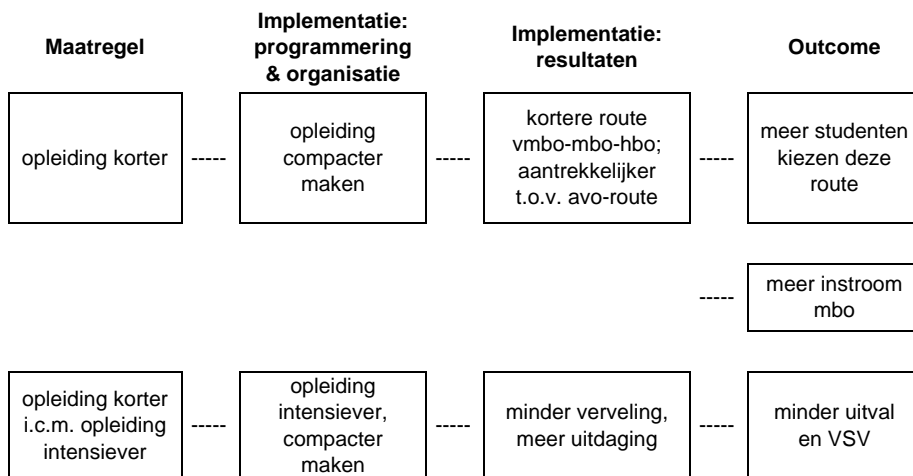 Maatregel
Implementatie:
programmering
& organisatie
Implementatie:
resultaten
Outcome
opleiding korter
-----
opleiding
compacter
maken
-----
kortere route
vmbo-mbo-hbo;
aantrekkelijker
t.o.v. avo-route
-----
meer studenten
kiezen deze
route
-----
meer instroom
mbo
opleiding korter
i.c.m. opleiding
intensiever
-----
opleiding
intensiever,
compacter
maken
-----
minder verveling,
meer uitdaging
-----
minder uitval
en VSV